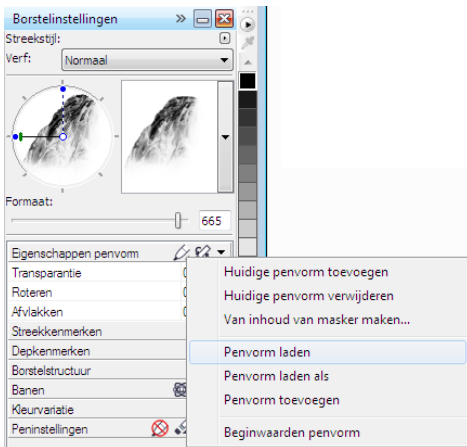 Borstelinstellingen
Streekstijl:
Verf:
Normaal
Formaat:
665
Eigenschappen penvorm
Transparantie
Roteren
Afvlakken
Streekkenmerken
Depkenmerken
Borstelstructuur
Banen
Kleurvariatie
Peninstellingen
Huidige penvorm toevoegen
Huidige penvorm verwijderen
Van inhoud van masker maken...
Penvorm laden
Penvorm laden als
Penvorm toevoegen
Beginwaarden penvorm